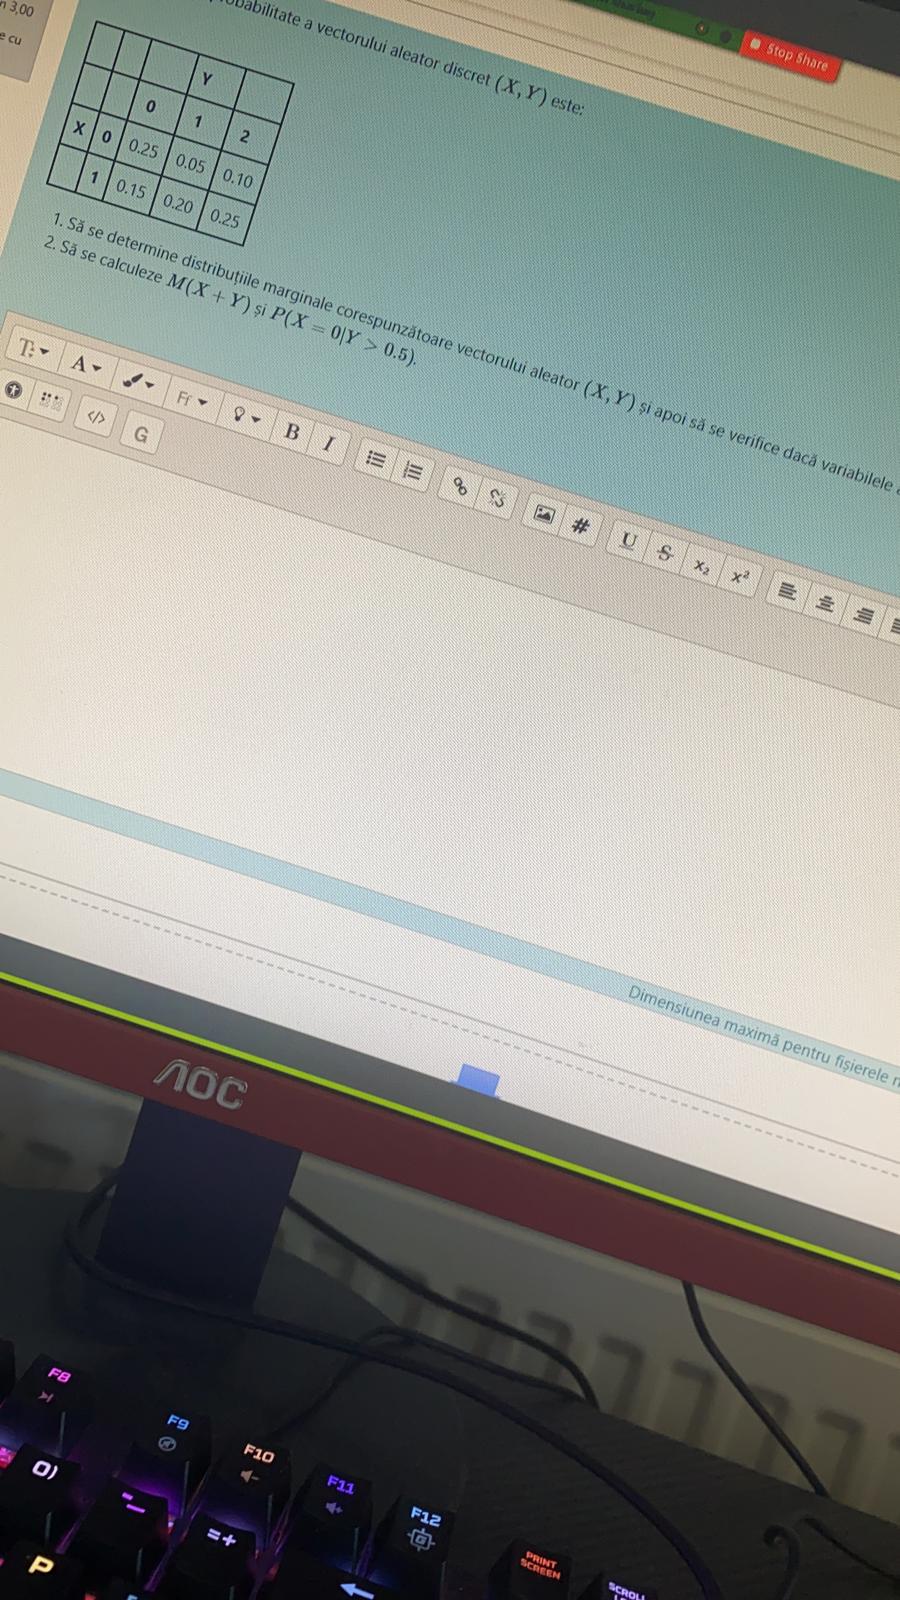 n 3,00
e cu
Stop Share
probabilitate a vectorului aleator discret (X, Y) este:
Y
0 1 2
X 0 0.25 0.05 0.10
1 0.15 0.20 0.25
1. Să se determine distribuțiile marginale corespunzătoare vectorului aleator (X, Y) și apoi să se verifice dacă variabilele
2. Să se calculeze M(X + Y) și P(X = 0|Y > 0.5).
A Ff B I # U S x₂ x²
</> G
Dimensiunea maximă pentru fișierele n
AOC
F8 F9 F10 F11 F12
0) =+ PRINT SCREEN
P SCROLL